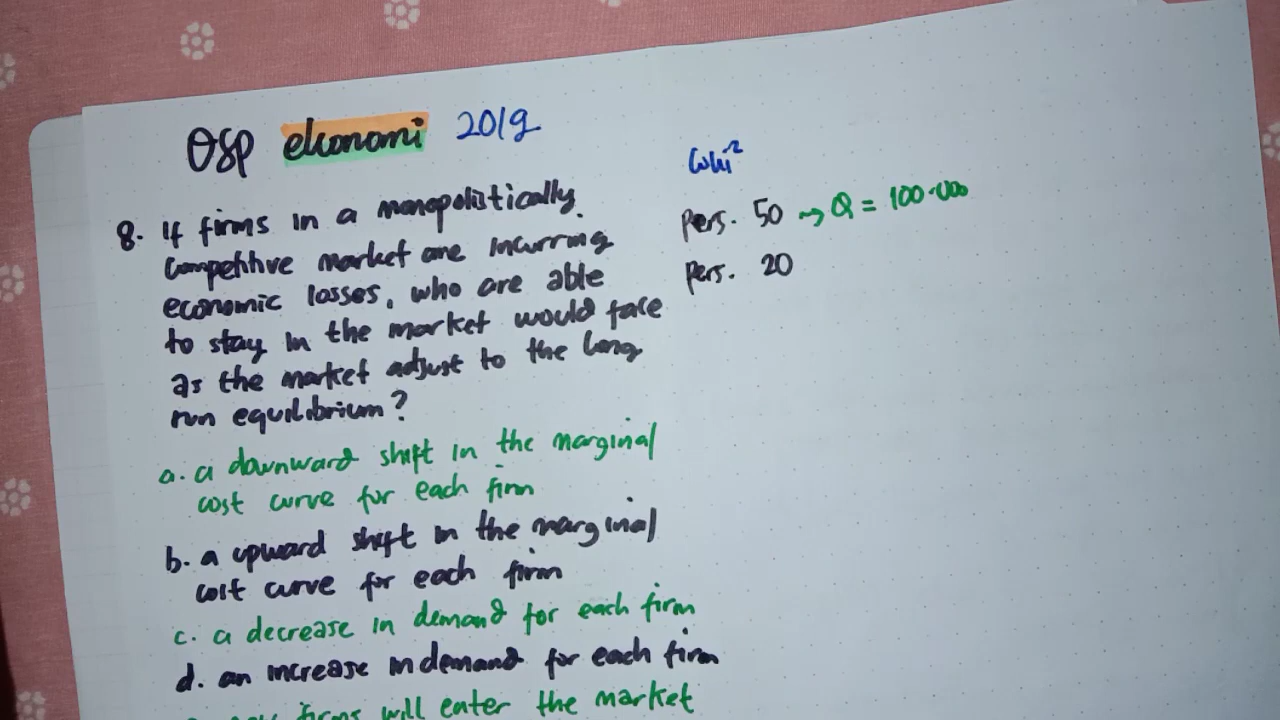 OSP ekonomi 2019
8. If firms in a monopolistically
competitive market are incurring
economic losses, who are able
to stay in the market would face
as the market adjust to the long
run equilibrium?
a. a downward shift in the marginal
cost curve for each firm
b. a upward shift in the marginal
cost curve for each firm
c. a decrease in demand for each firm
d. an increase in demand for each firm
firms will enter the market
pers. 50 → Q = 100.000
pers. 20